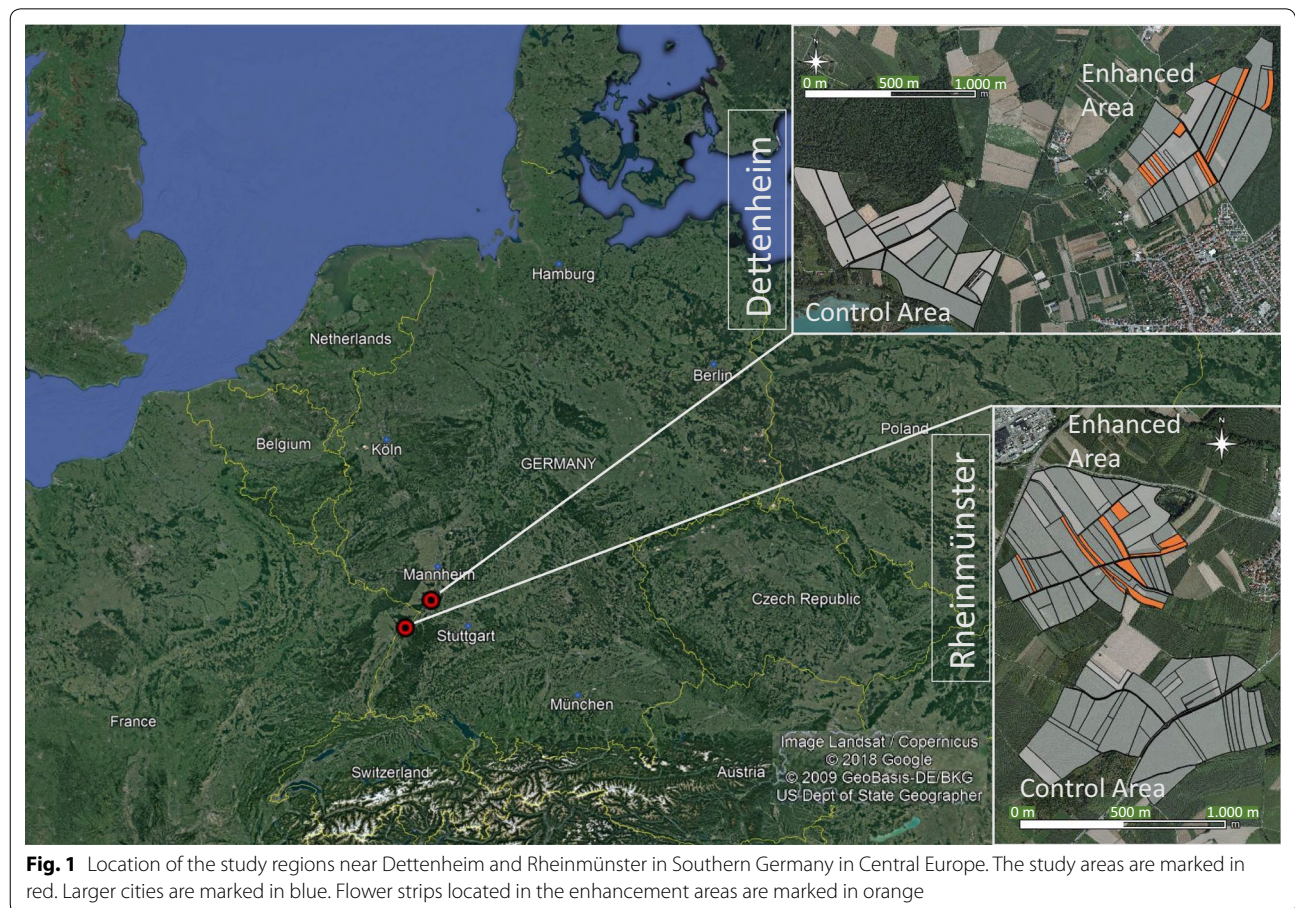 N
0 m 500 m 1.000 m
m
Enhanced
Area
Dettenheim
Control Area
Hamburg
Netherlands
Berlin
Belgium
Köln
GERMANY
Poland
Enhanced
Area
N
Rheinmünster
Mannheim
Stuttgart
Czech Republic
München
France
Switzerland
Austria
Image Landsat / Copernicus
© 2018 Google
© 2009 GeoBasis-DE/BKG
US Dept of State Geographer
Control Area
0 m 500 m 1.000 m
m
Fig. 1 Location of the study regions near Dettenheim and Rheinmünster in Southern Germany in Central Europe. The study areas are marked in
red. Larger cities are marked in blue. Flower strips located in the enhancement areas are marked in orange